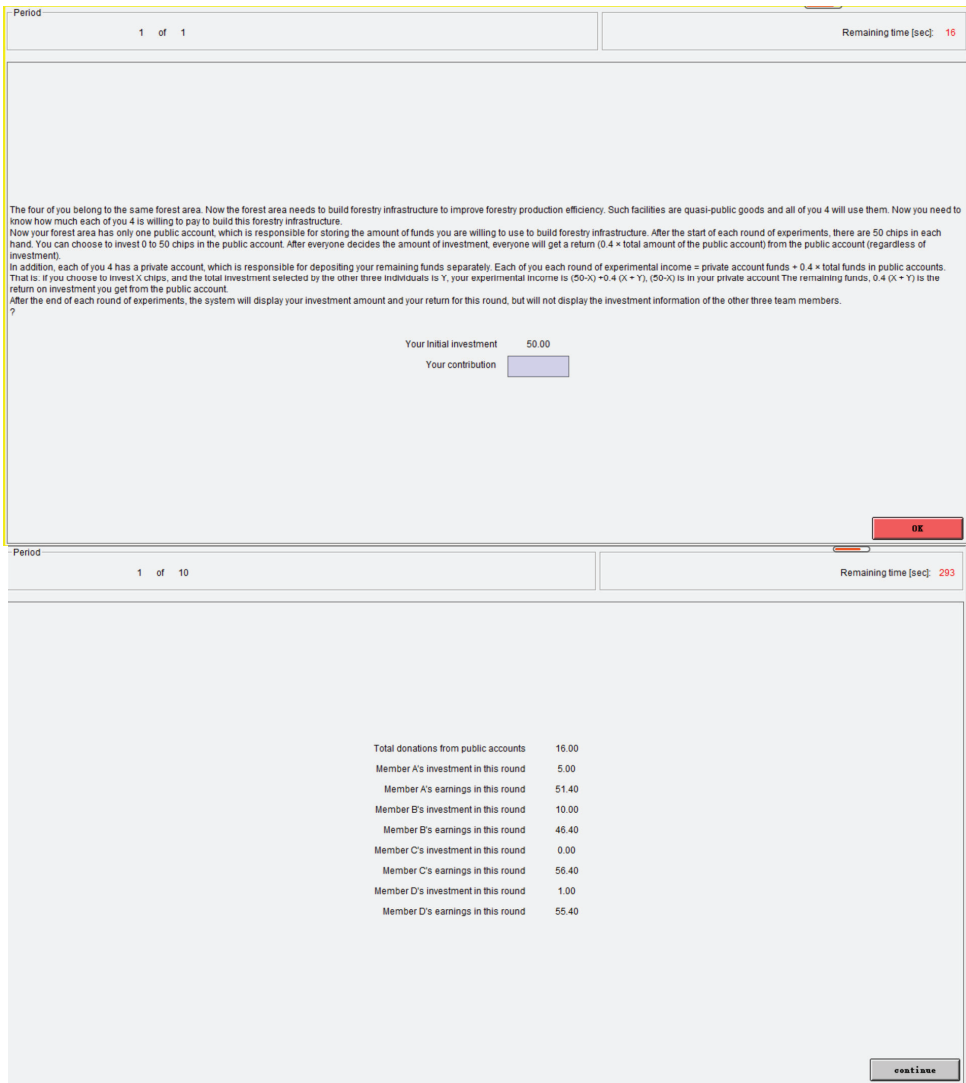 Period
1 of 1
Remaining time [sec]: 16
The four of you belong to the same forest area. Now the forest area needs to build forestry infrastructure to improve forestry production efficiency. Such facilities are quasi-public goods and all of you 4 will use them. Now you need to
know how much each of you 4 is willing to pay to build this forestry infrastructure.
Now your forest area has only one public account, which is responsible for storing the amount of funds you are willing to use to build forestry infrastructure. After the start of each round of experiments, there are 50 chips in each
hand. You can choose to invest 0 to 50 chips in the public account. After everyone decides the amount of investment, everyone will get a return (0.4 × total amount of the public account) from the public account (regardless of
investment).
In addition, each of you 4 has a private account, which is responsible for depositing your remaining funds separately. Each of you each round of experimental income = private account funds + 0.4 × total funds in public accounts.
That is: If you choose to invest X chips, and the total investment selected by the other three individuals is Y, your experimental income is (50-X) +0.4 (X + Y), (50-X) is in your private account The remaining funds, 0.4 (X + Y) is the
return on investment you get from the public account.
After the end of each round of experiments, the system will display your investment amount and your return for this round, but will not display the investment information of the other three team members.
?
Your Initial investment 50.00
Your contribution
OK
Period
1 of 10
Remaining time [sec]: 293
Total donations from public accounts 16.00
Member A's investment in this round 5.00
Member A's earnings in this round 51.40
Member B's investment in this round 10.00
Member B's earnings in this round 46.40
Member C's investment in this round 0.00
Member C's earnings in this round 56.40
Member D's investment in this round 1.00
Member D's earnings in this round 55.40
continue